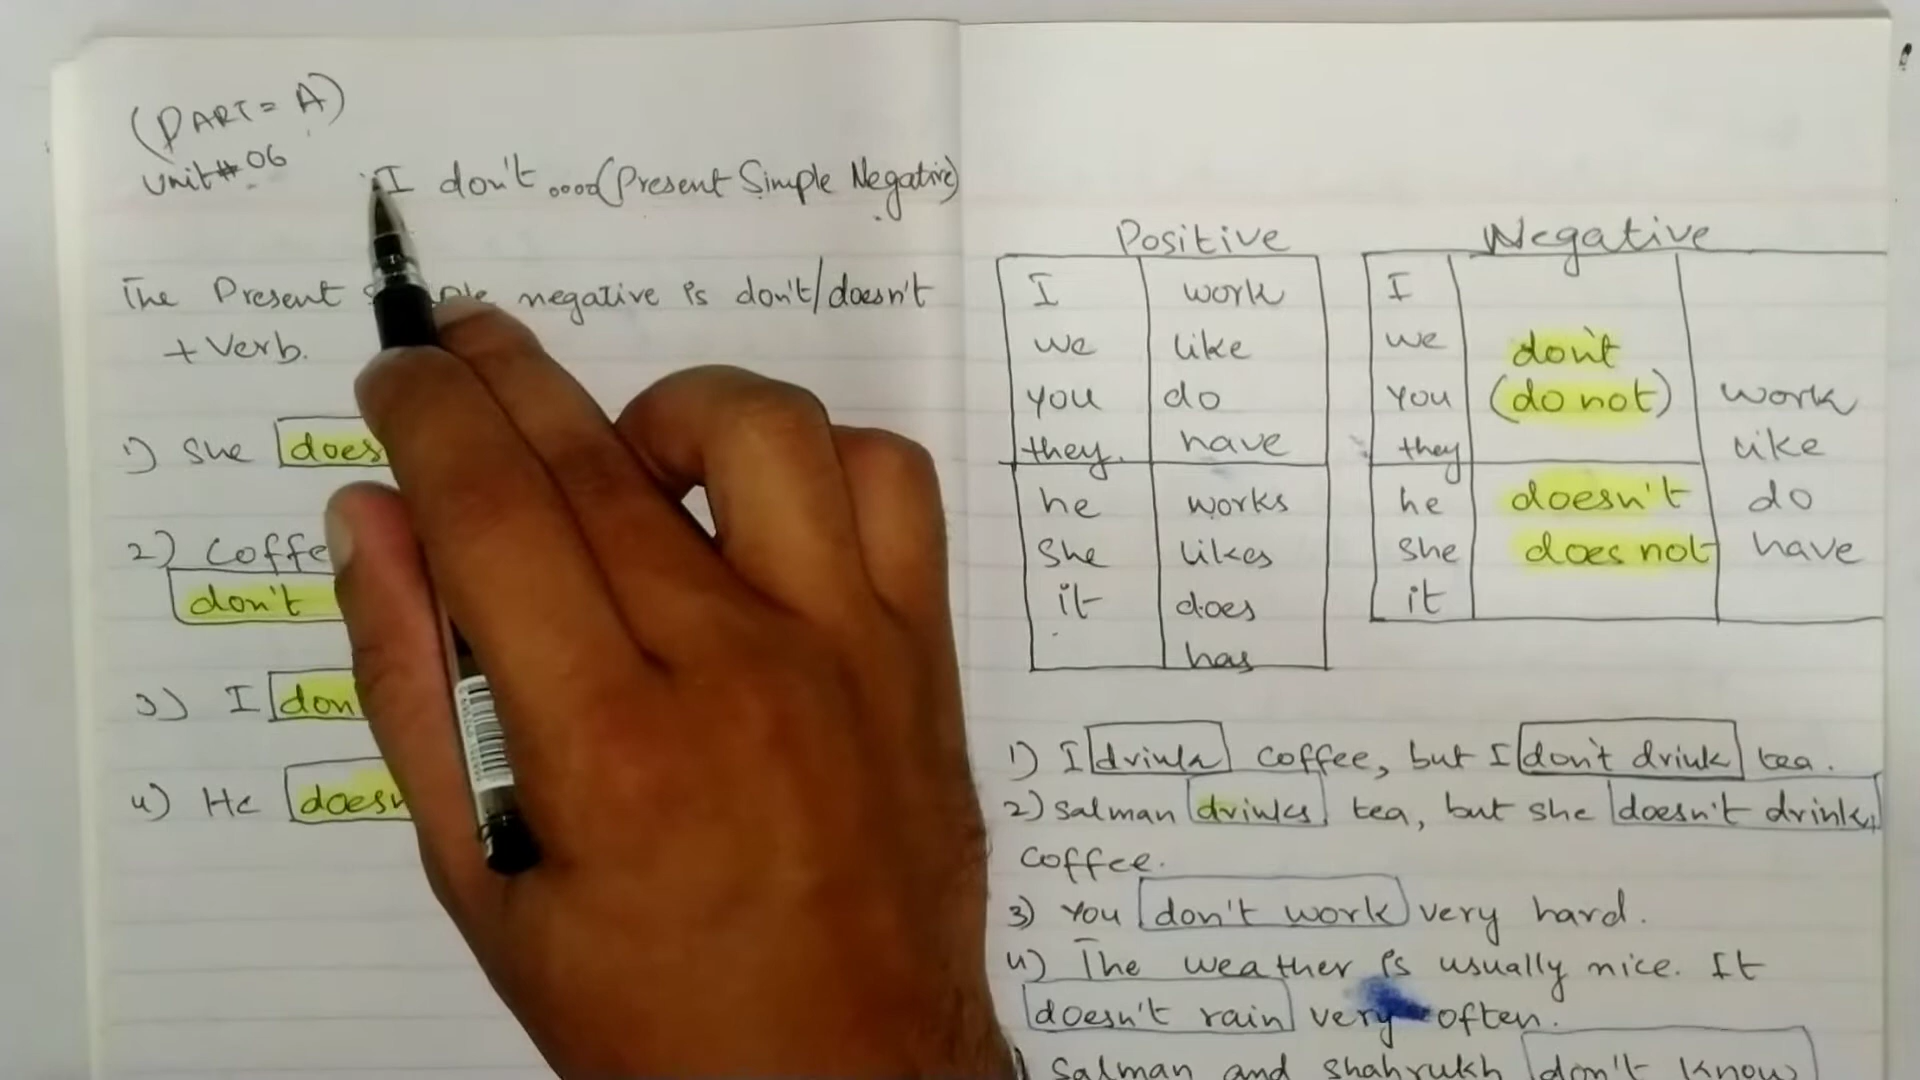 (PART = A)
Unit # 06
I don't ....(Present Simple Negative)
The Present negative is don't/doesn't
+ Verb.
1) She does
2) Coffe
don't
3) I don
4) He doesn
Positive
I work
we like
you do
they. have
he works
She likes
it does
has
Negative
I
we don't
you (do not) work
they like
he doesn't do
She does not have
it
1) I drink coffee, but I don't drink tea.
2) Salman drinks tea, but she doesn't drink
coffee.
3) You don't work very hard.
4) The weather is usually nice. It
doesn't rain very often.
Salman and Shahrukh don't know